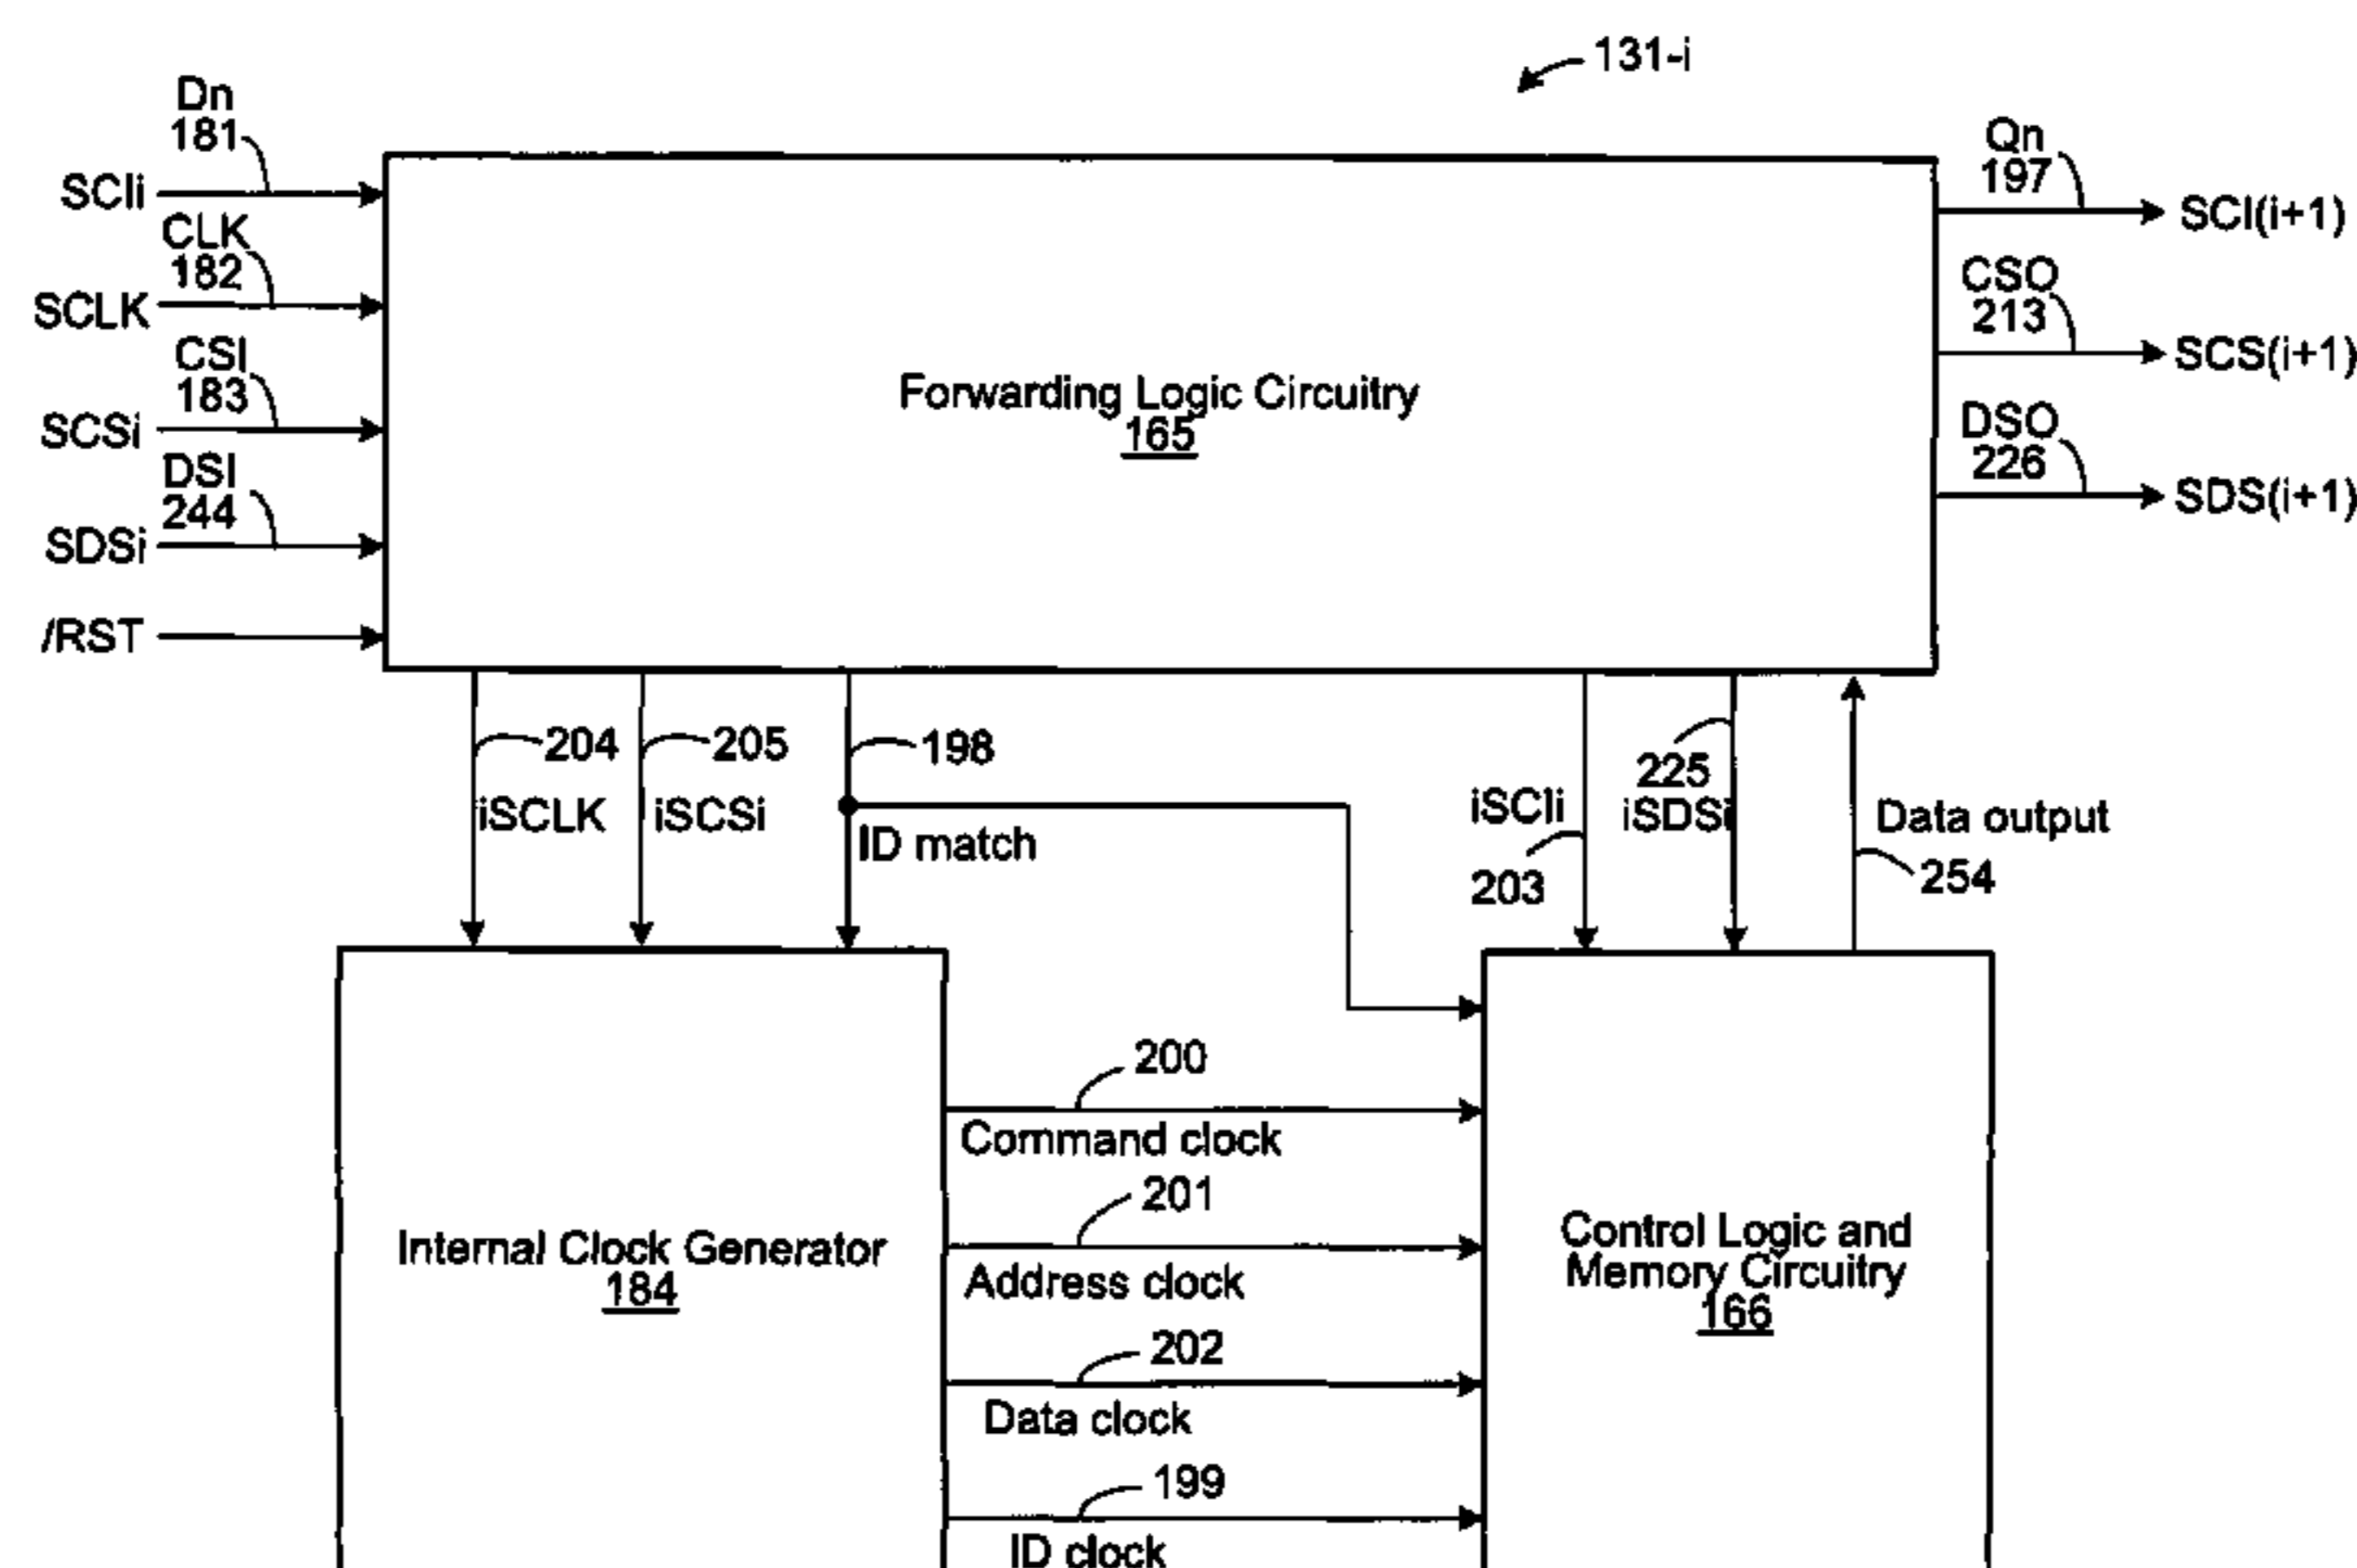 131-i
Dn
181
SCIi
CLK
182
SCLK
CSI
183
SCSi
DSI
244
SDSi
/RST
Forwarding Logic Circuitry
165
Qn
197
SCI(i+1)
CSO
213
SCS(i+1)
DSO
226
SDS(i+1)
204
iSCLK
205
iSCSi
198
ID match
iSCIi
203
225
iSDSi
Data output
254
Internal Clock Generator
184
200
Command clock
201
Address clock
202
Data clock
199
ID clock
Control Logic and
Memory Circuitry
166